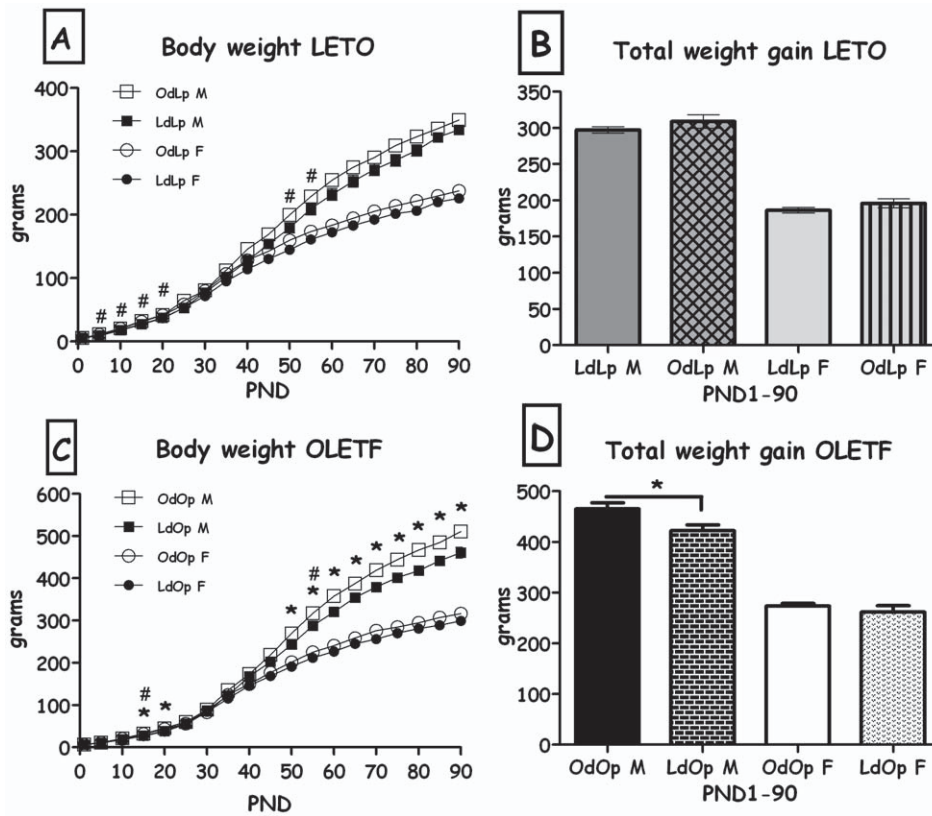 A
Body weight LETO
OdLp M
LdLp M
OdLp F
LdLp F
grams
400
300
200
100
0
# # # # # #
0 10 20 30 40 50 60 70 80 90
PND
B
Total weight gain LETO
grams
350
300
250
200
150
100
50
0
LdLp M OdLp M LdLp F OdLp F
PND1-90
C
Body weight OLETF
OdOp M
LdOp M
OdOp F
LdOp F
grams
600
500
400
300
200
100
0
# #
* * * * * * * * * * *
0 10 20 30 40 50 60 70 80 90
PND
D
Total weight gain OLETF
*
grams
500
400
300
200
100
0
OdOp M LdOp M OdOp F LdOp F
PND1-90